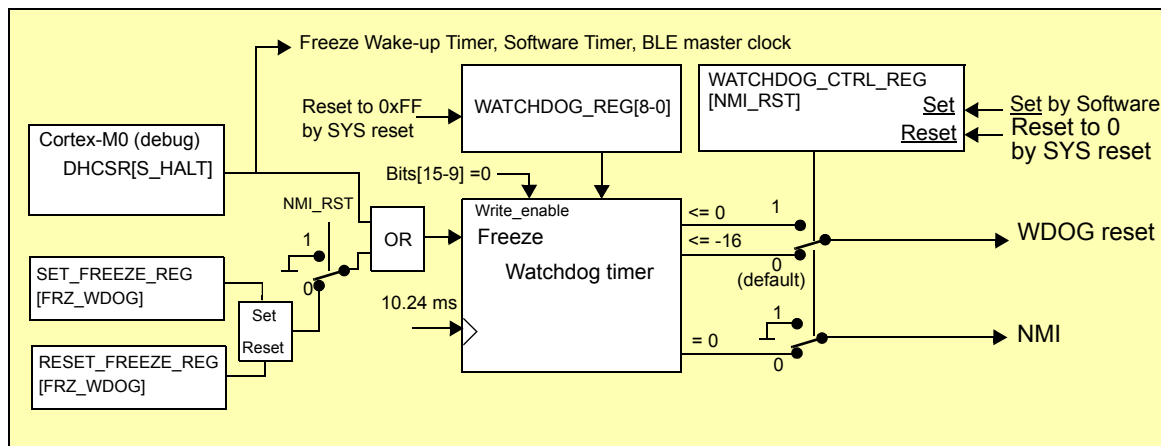 Freeze Wake-up Timer, Software Timer, BLE master clock
Reset to 0xFF
by SYS reset
WATCHDOG_REG[8-0]
WATCHDOG_CTRL_REG
[NMI_RST]
Set
Reset
Set by Software
Reset to 0
by SYS reset
Cortex-M0 (debug)
DHCSR[S_HALT]
Bits[15-9] =0
NMI_RST
1
0
OR
Write_enable
Freeze
Watchdog timer
10.24 ms
<= 0
<= -16
1
0
(default)
WDOG reset
SET_FREEZE_REG
[FRZ_WDOG]
Set
Reset
RESET_FREEZE_REG
[FRZ_WDOG]
= 0
1
0
NMI